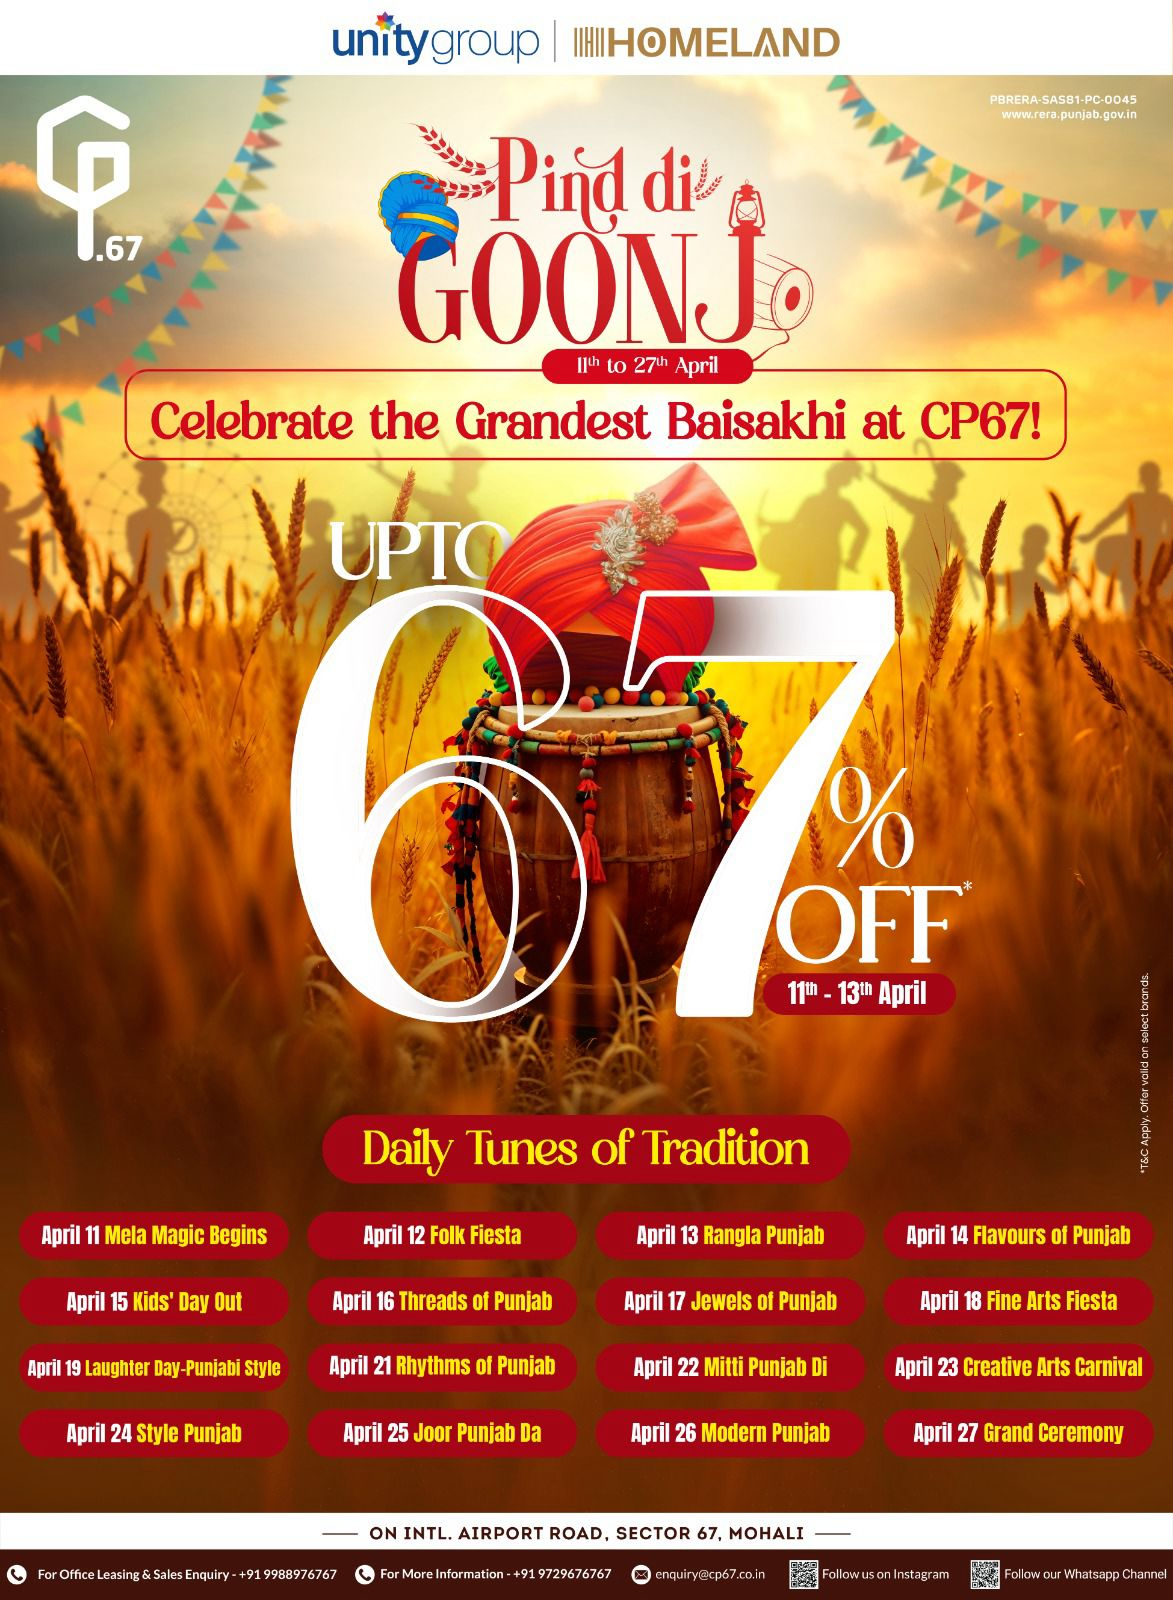 unitygroup | HOMELAND
PBRERA-SAS81-PC-0045
www.rera.punjab.gov.in
CP.67
Pind di
GOONJ
11th to 27th April
Celebrate the Grandest Baisakhi at CP67!
UPTO
67
%
OFF*
11th - 13th April
*T&C Apply. Offer valid on select brands.
Daily Tunes of Tradition
April 11 Mela Magic Begins
April 12 Folk Fiesta
April 13 Rangla Punjab
April 14 Flavours of Punjab
April 15 Kids' Day Out
April 16 Threads of Punjab
April 17 Jewels of Punjab
April 18 Fine Arts Fiesta
April 19 Laughter Day-Punjabi Style
April 21 Rhythms of Punjab
April 22 Mitti Punjab Di
April 23 Creative Arts Carnival
April 24 Style Punjab
April 25 Joor Punjab Da
April 26 Modern Punjab
April 27 Grand Ceremony
ON INTL. AIRPORT ROAD, SECTOR 67, MOHALI
For Office Leasing & Sales Enquiry - +91 9988976767
For More Information - +91 9729676767
enquiry@cp67.co.in
Follow us on Instagram
Follow our Whatsapp Channel